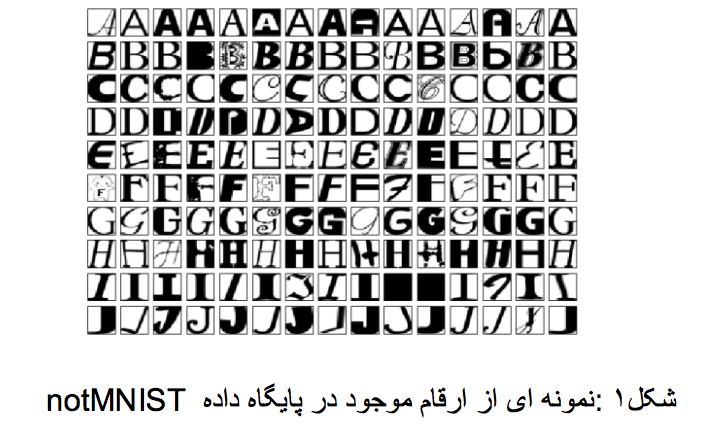 A A A A A A A A A A A A A A A
B B B B B B B B B B B B B B B
C C C C C C C C C C C C C C C
D D D D D D D D D D D D D D D
E E E E E E E E E E E E E E E
F F F F F F F F F F F F F F F
G G G G G G G G G G G G G G G
H H H H H H H H H H H H H H H
I I I I I I I I I I I I I
J J J J J J J J J J J J J J J
شکل۱ :نمونه ای از ارقام موجود در پایگاه داده notMNIST